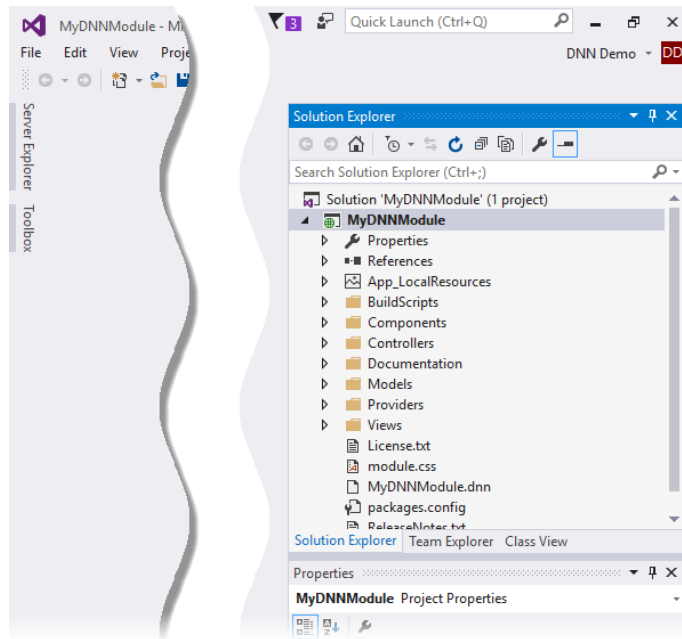 MyDNNModule - Mi
3
Quick Launch (Ctrl+Q)
File Edit View Proje
DNN Demo DD
Server Explorer
Toolbox
Solution Explorer
Search Solution Explorer (Ctrl+;)
Solution 'MyDNNModule' (1 project)
MyDNNModule
Properties
References
App_LocalResources
BuildScripts
Components
Controllers
Documentation
Models
Providers
Views
License.txt
module.css
MyDNNModule.dnn
packages.config
ReleaseNotes.txt
Solution Explorer Team Explorer Class View
Properties
MyDNNModule Project Properties